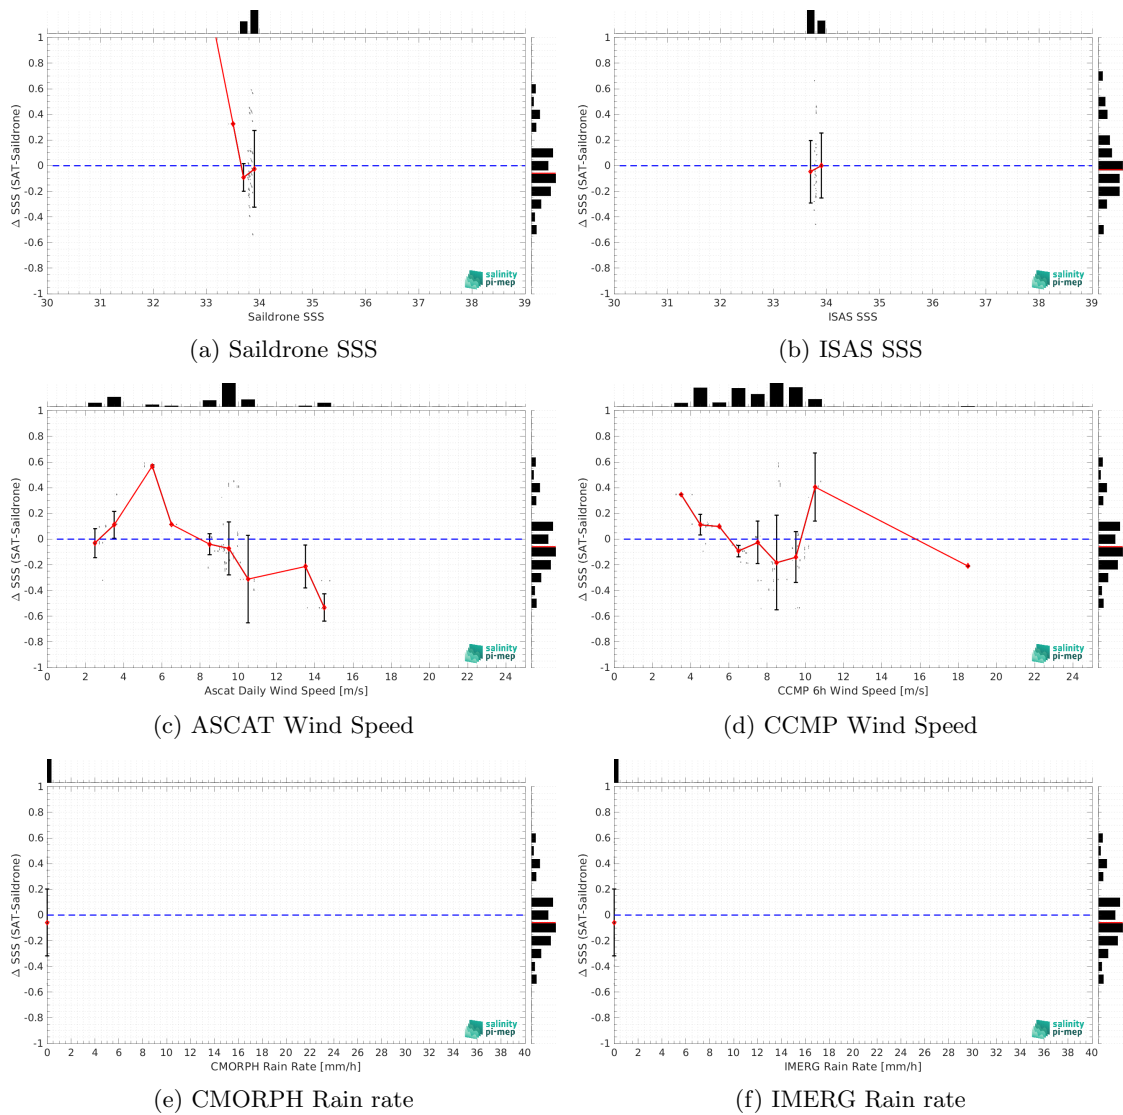 1
0.8
0.6
0.4
0.2
0
-0.2
-0.4
-0.6
-0.8
-1
Δ SSS (SAT-Saildrone)
30 31 32 33 34 35 36 37 38 39
Saildrone SSS
salinity
pi-mep
(a) Saildrone SSS
1
0.8
0.6
0.4
0.2
0
-0.2
-0.4
-0.6
-0.8
-1
Δ SSS (SAT-Saildrone)
30 31 32 33 34 35 36 37 38 39
ISAS SSS
salinity
pi-mep
(b) ISAS SSS
1
0.8
0.6
0.4
0.2
0
-0.2
-0.4
-0.6
-0.8
-1
Δ SSS (SAT-Saildrone)
0 2 4 6 8 10 12 14 16 18 20 22 24
Ascat Daily Wind Speed [m/s]
salinity
pi-mep
(c) ASCAT Wind Speed
1
0.8
0.6
0.4
0.2
0
-0.2
-0.4
-0.6
-0.8
-1
Δ SSS (SAT-Saildrone)
0 2 4 6 8 10 12 14 16 18 20 22 24
CCMP 6h Wind Speed [m/s]
salinity
pi-mep
(d) CCMP Wind Speed
1
0.8
0.6
0.4
0.2
0
-0.2
-0.4
-0.6
-0.8
-1
Δ SSS (SAT-Saildrone)
0 2 4 6 8 10 12 14 16 18 20 22 24 26 28 30 32 34 36 38 40
CMORPH Rain Rate [mm/h]
salinity
pi-mep
(e) CMORPH Rain rate
1
0.8
0.6
0.4
0.2
0
-0.2
-0.4
-0.6
-0.8
-1
Δ SSS (SAT-Saildrone)
0 2 4 6 8 10 12 14 16 18 20 22 24 26 28 30 32 34 36 38 40
IMERG Rain Rate [mm/h]
salinity
pi-mep
(f) IMERG Rain rate